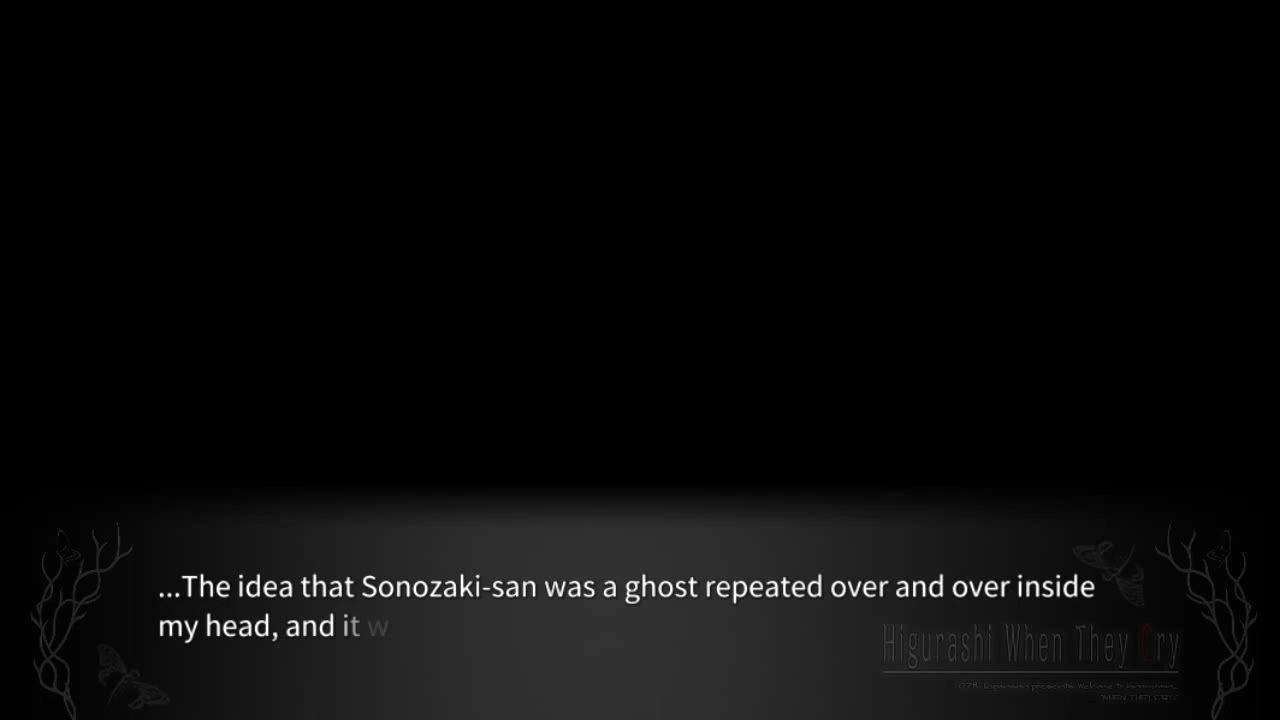 ...The idea that Sonozaki-san was a ghost repeated over and over inside
my head, and it w
Higurashi When They Cry